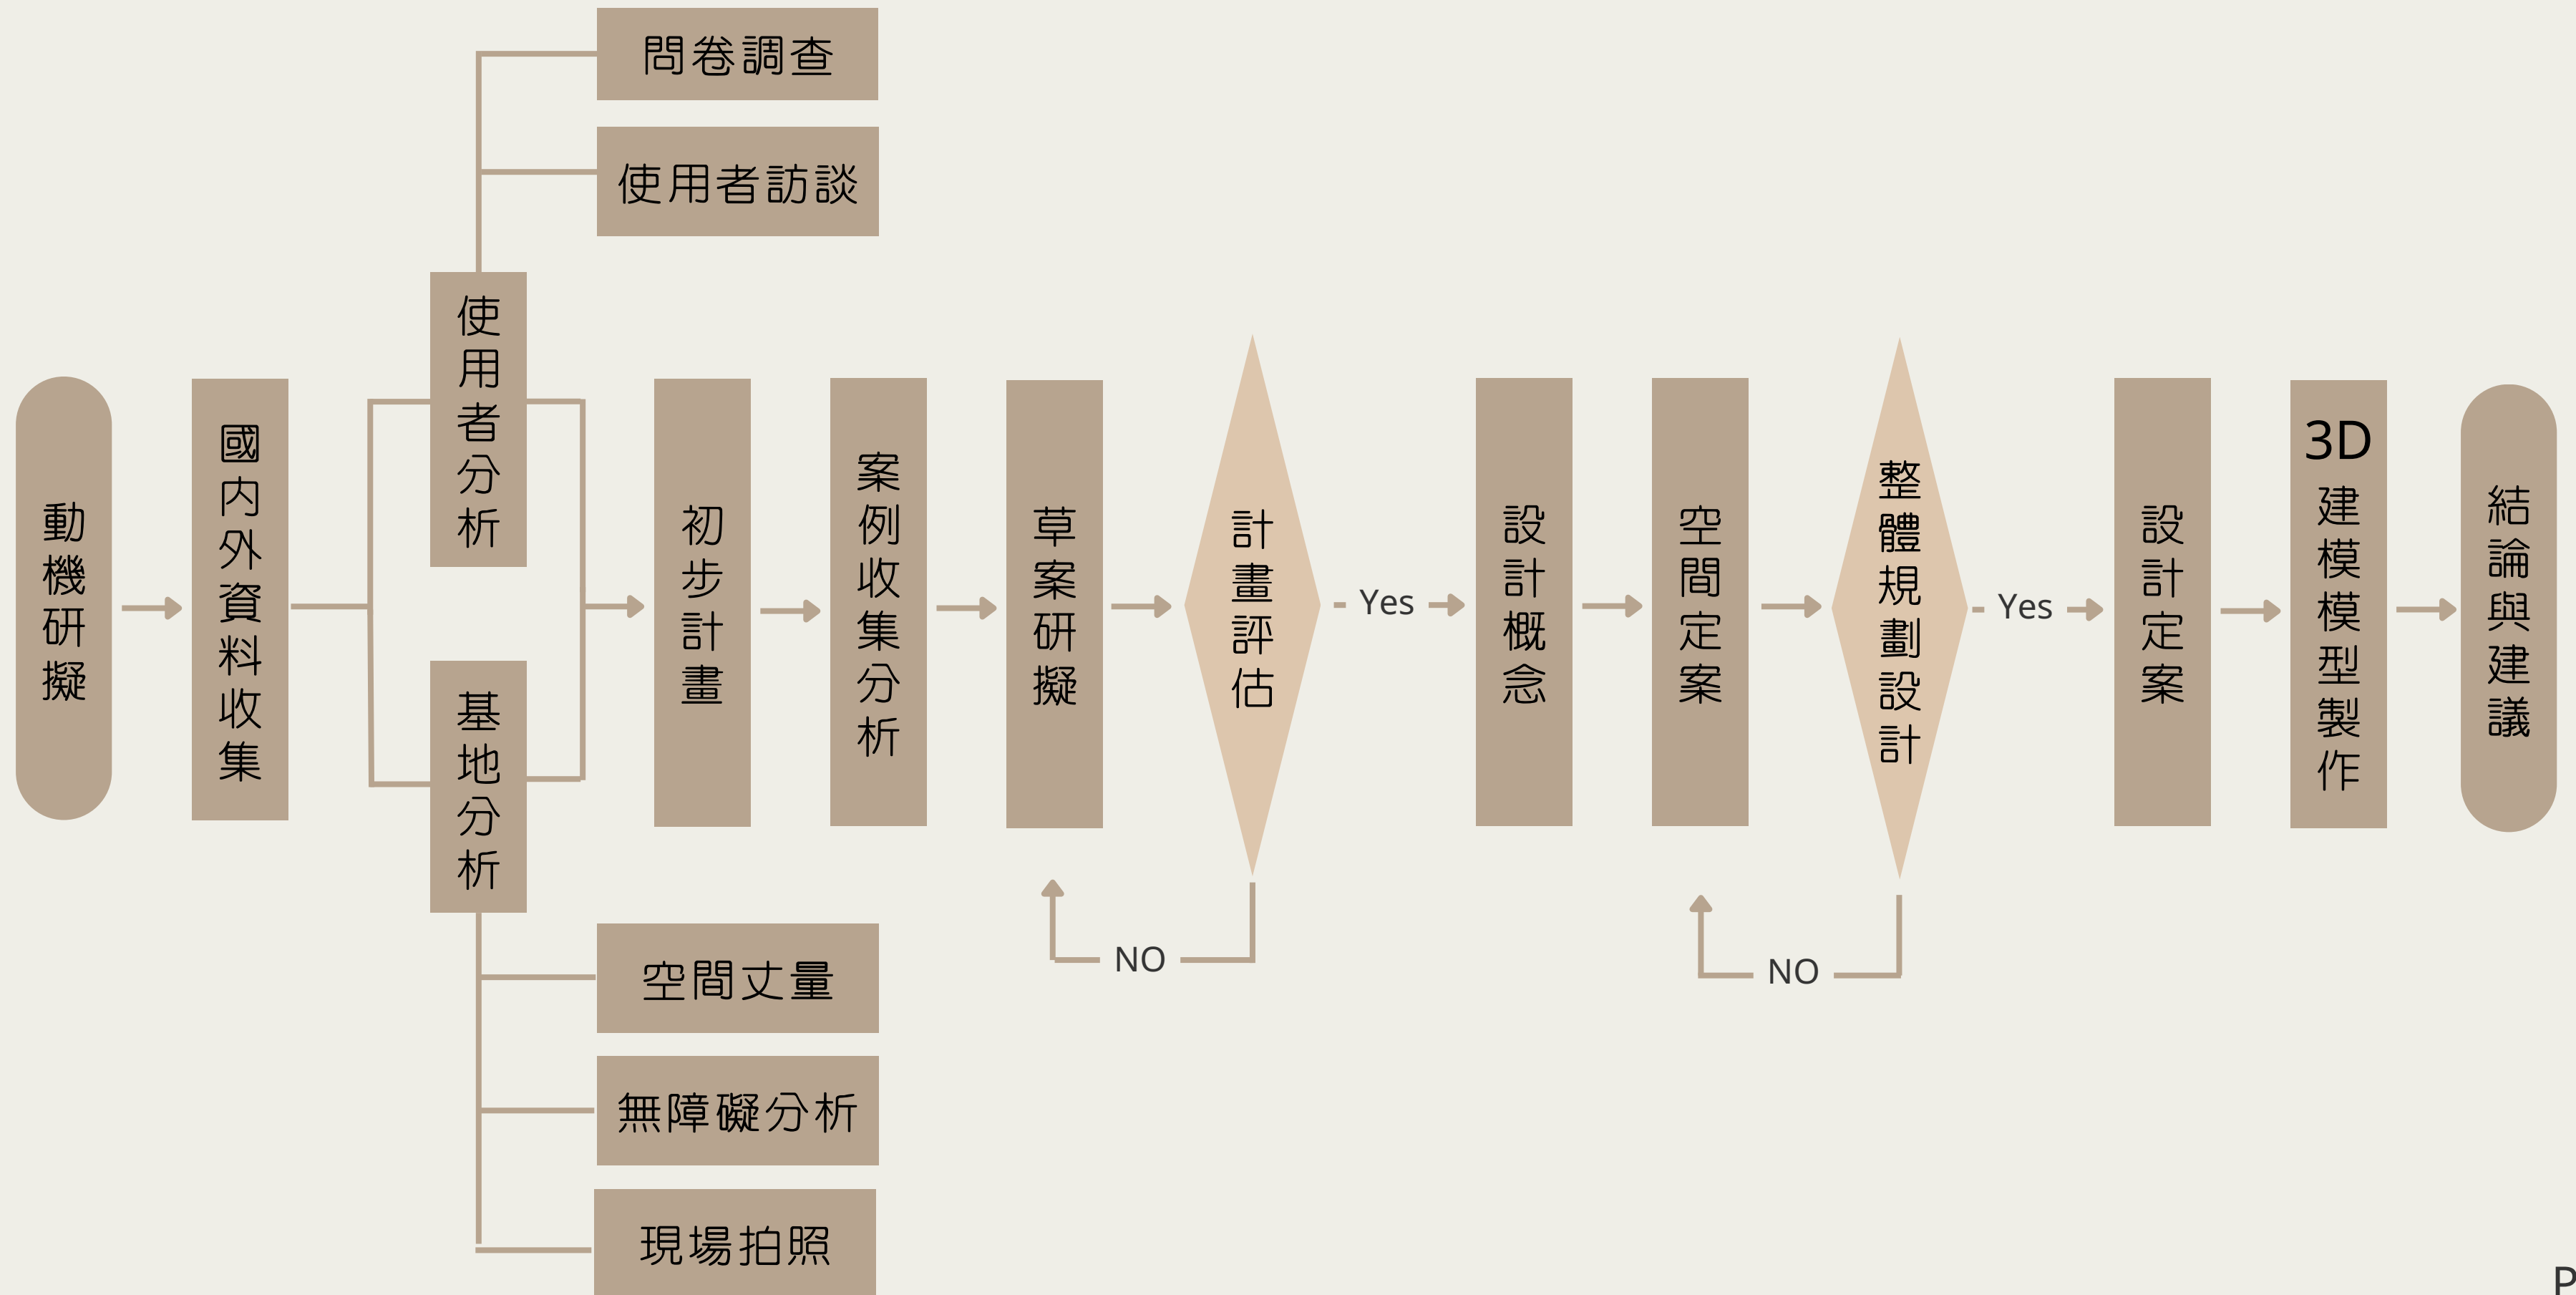 動機研擬
國內外資料收集
使用者分析
問卷調查
使用者訪談
基地分析
空間丈量
無障礙分析
現場拍照
初步計畫
案例收集分析
草案研擬
計畫評估
NO
Yes
設計概念
空間定案
整體規劃設計
NO
Yes
設計定案
3D
建模模型製作
結論與建議
P